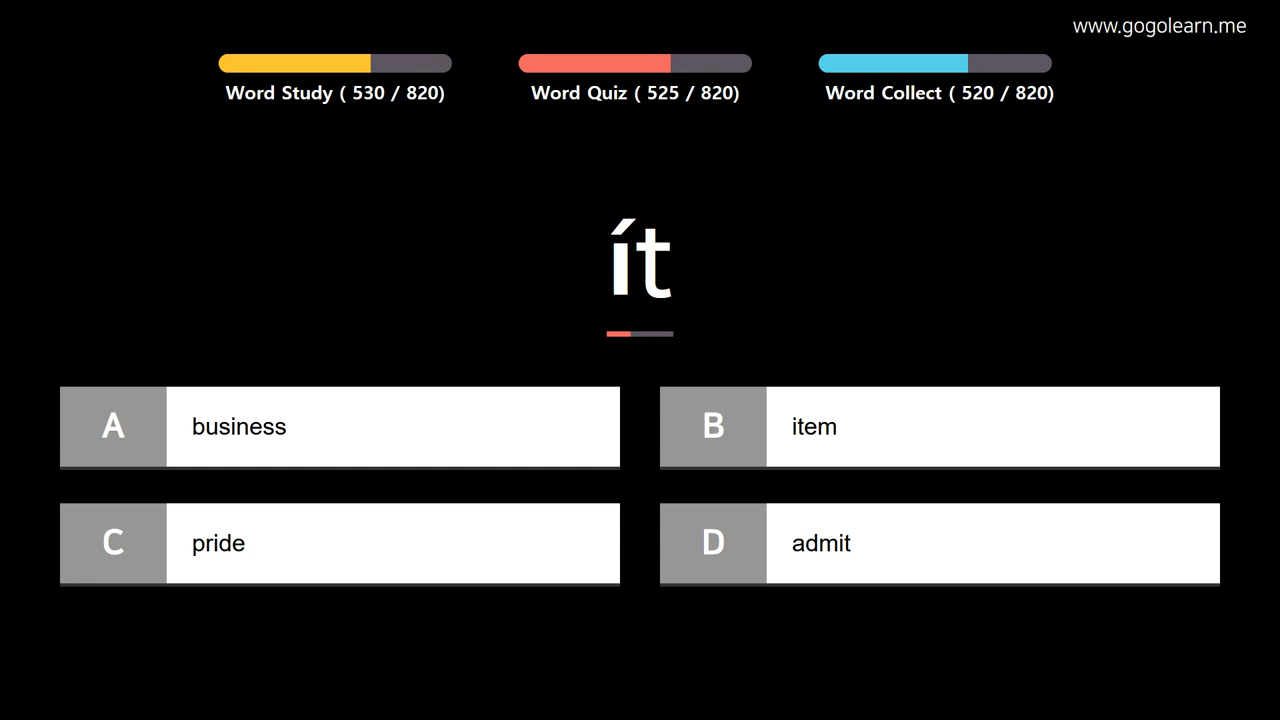 www.gogolearn.me
Word Study ( 530 / 820)
Word Quiz ( 525 / 820)
Word Collect ( 520 / 820)
ít
A business
B item
C pride
D admit